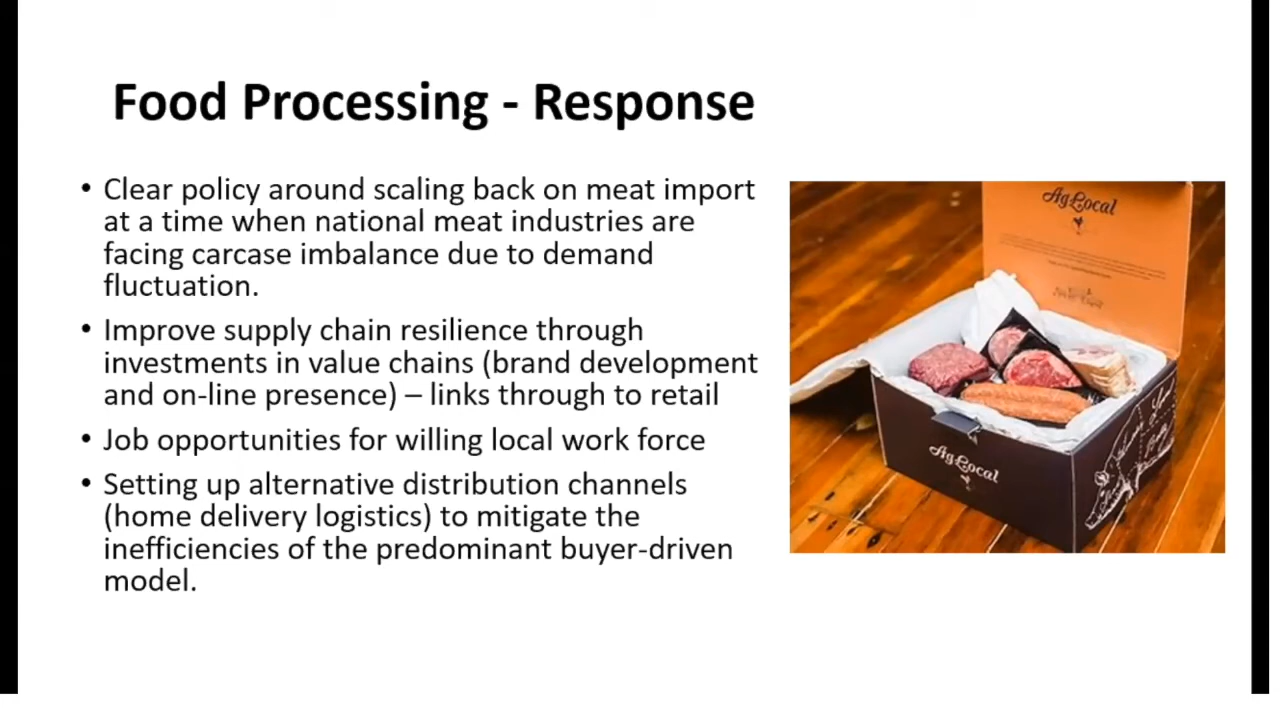 Food Processing - Response
• Clear policy around scaling back on meat import
at a time when national meat industries are
facing carcase imbalance due to demand
fluctuation.
• Improve supply chain resilience through
investments in value chains (brand development
and on-line presence) – links through to retail
• Job opportunities for willing local work force
• Setting up alternative distribution channels
(home delivery logistics) to mitigate the
inefficiencies of the predominant buyer-driven
model.
AgLocal
AgLocal